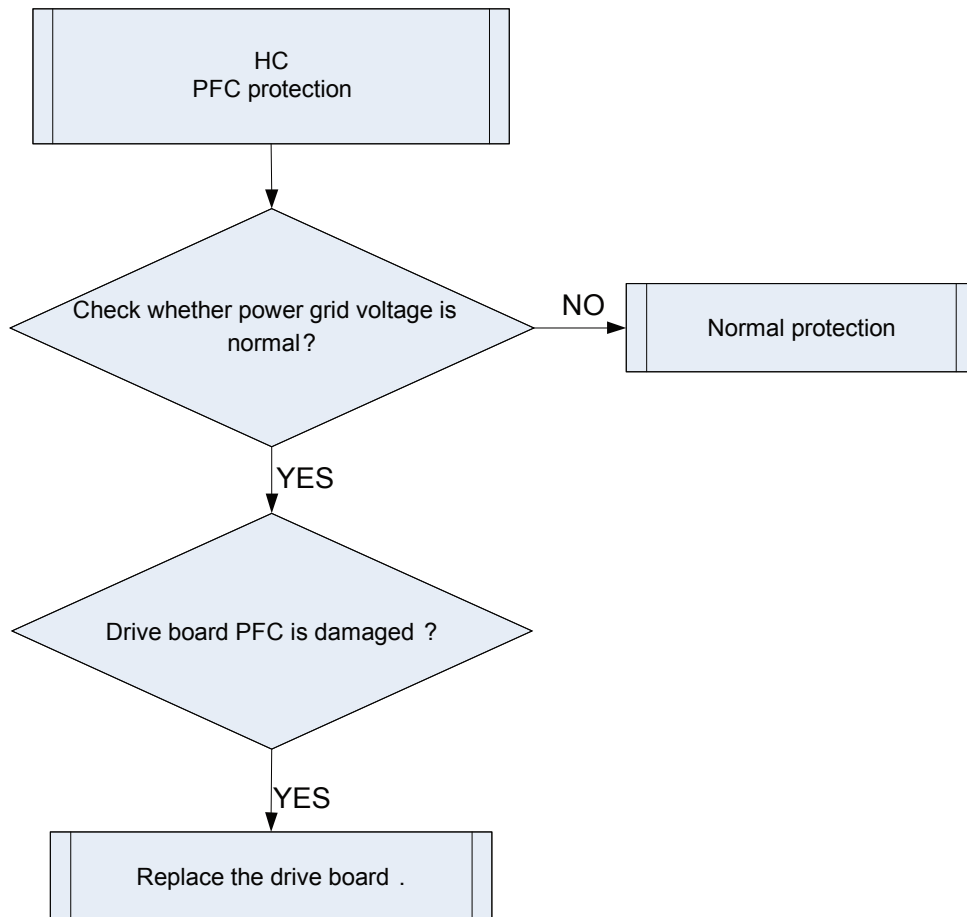 HC
PFC protection
Check whether power grid voltage is
normal?
NO
Normal protection
YES
Drive board PFC is damaged ?
YES
Replace the drive board .